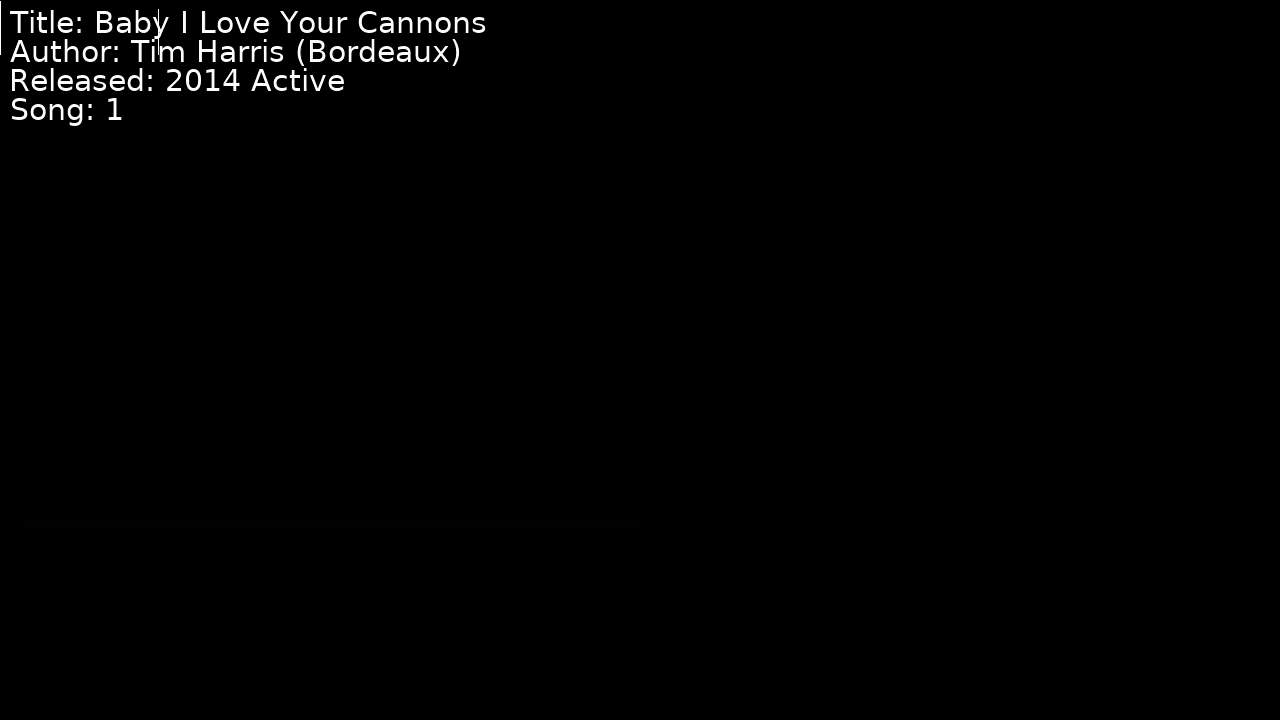 Title: Baby I Love Your Cannons
Author: Tim Harris (Bordeaux)
Released: 2014 Active
Song: 1